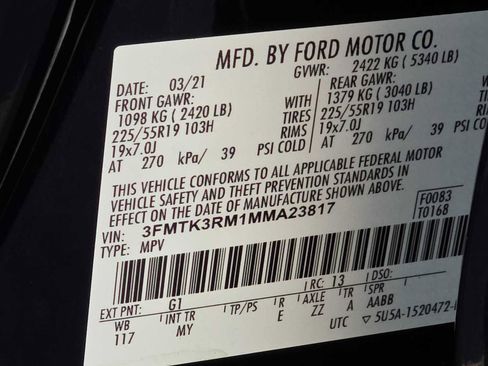 MFD. BY FORD MOTOR CO.
DATE: 03/21 GVWR: 2422 KG (5340 LB)
FRONT GAWR: REAR GAWR:
1098 KG (2420 LB) WITH 1379 KG (3040 LB)
225/55R19 103H TIRES 225/55R19 103H
19x7.0J RIMS 19x7.0J
AT 270 kPa/ 39 PSI COLD AT 270 kPa/ 39 PSI COLD
THIS VEHICLE CONFORMS TO ALL APPLICABLE FEDERAL MOTOR
VEHICLE SAFETY AND THEFT PREVENTION STANDARDS IN
EFFECT ON THE DATE OF MANUFACTURE SHOWN ABOVE.
VIN: 3FMTK3RM1MMA23817 F0083
TYPE: MPV T0168
EXT PNT: G1 RC: 13 DSO:
WB INT TR TP/PS R AXLE TR SPR
117 MY E ZZ A AABB
UTC ▽ 5U5A-1520472-